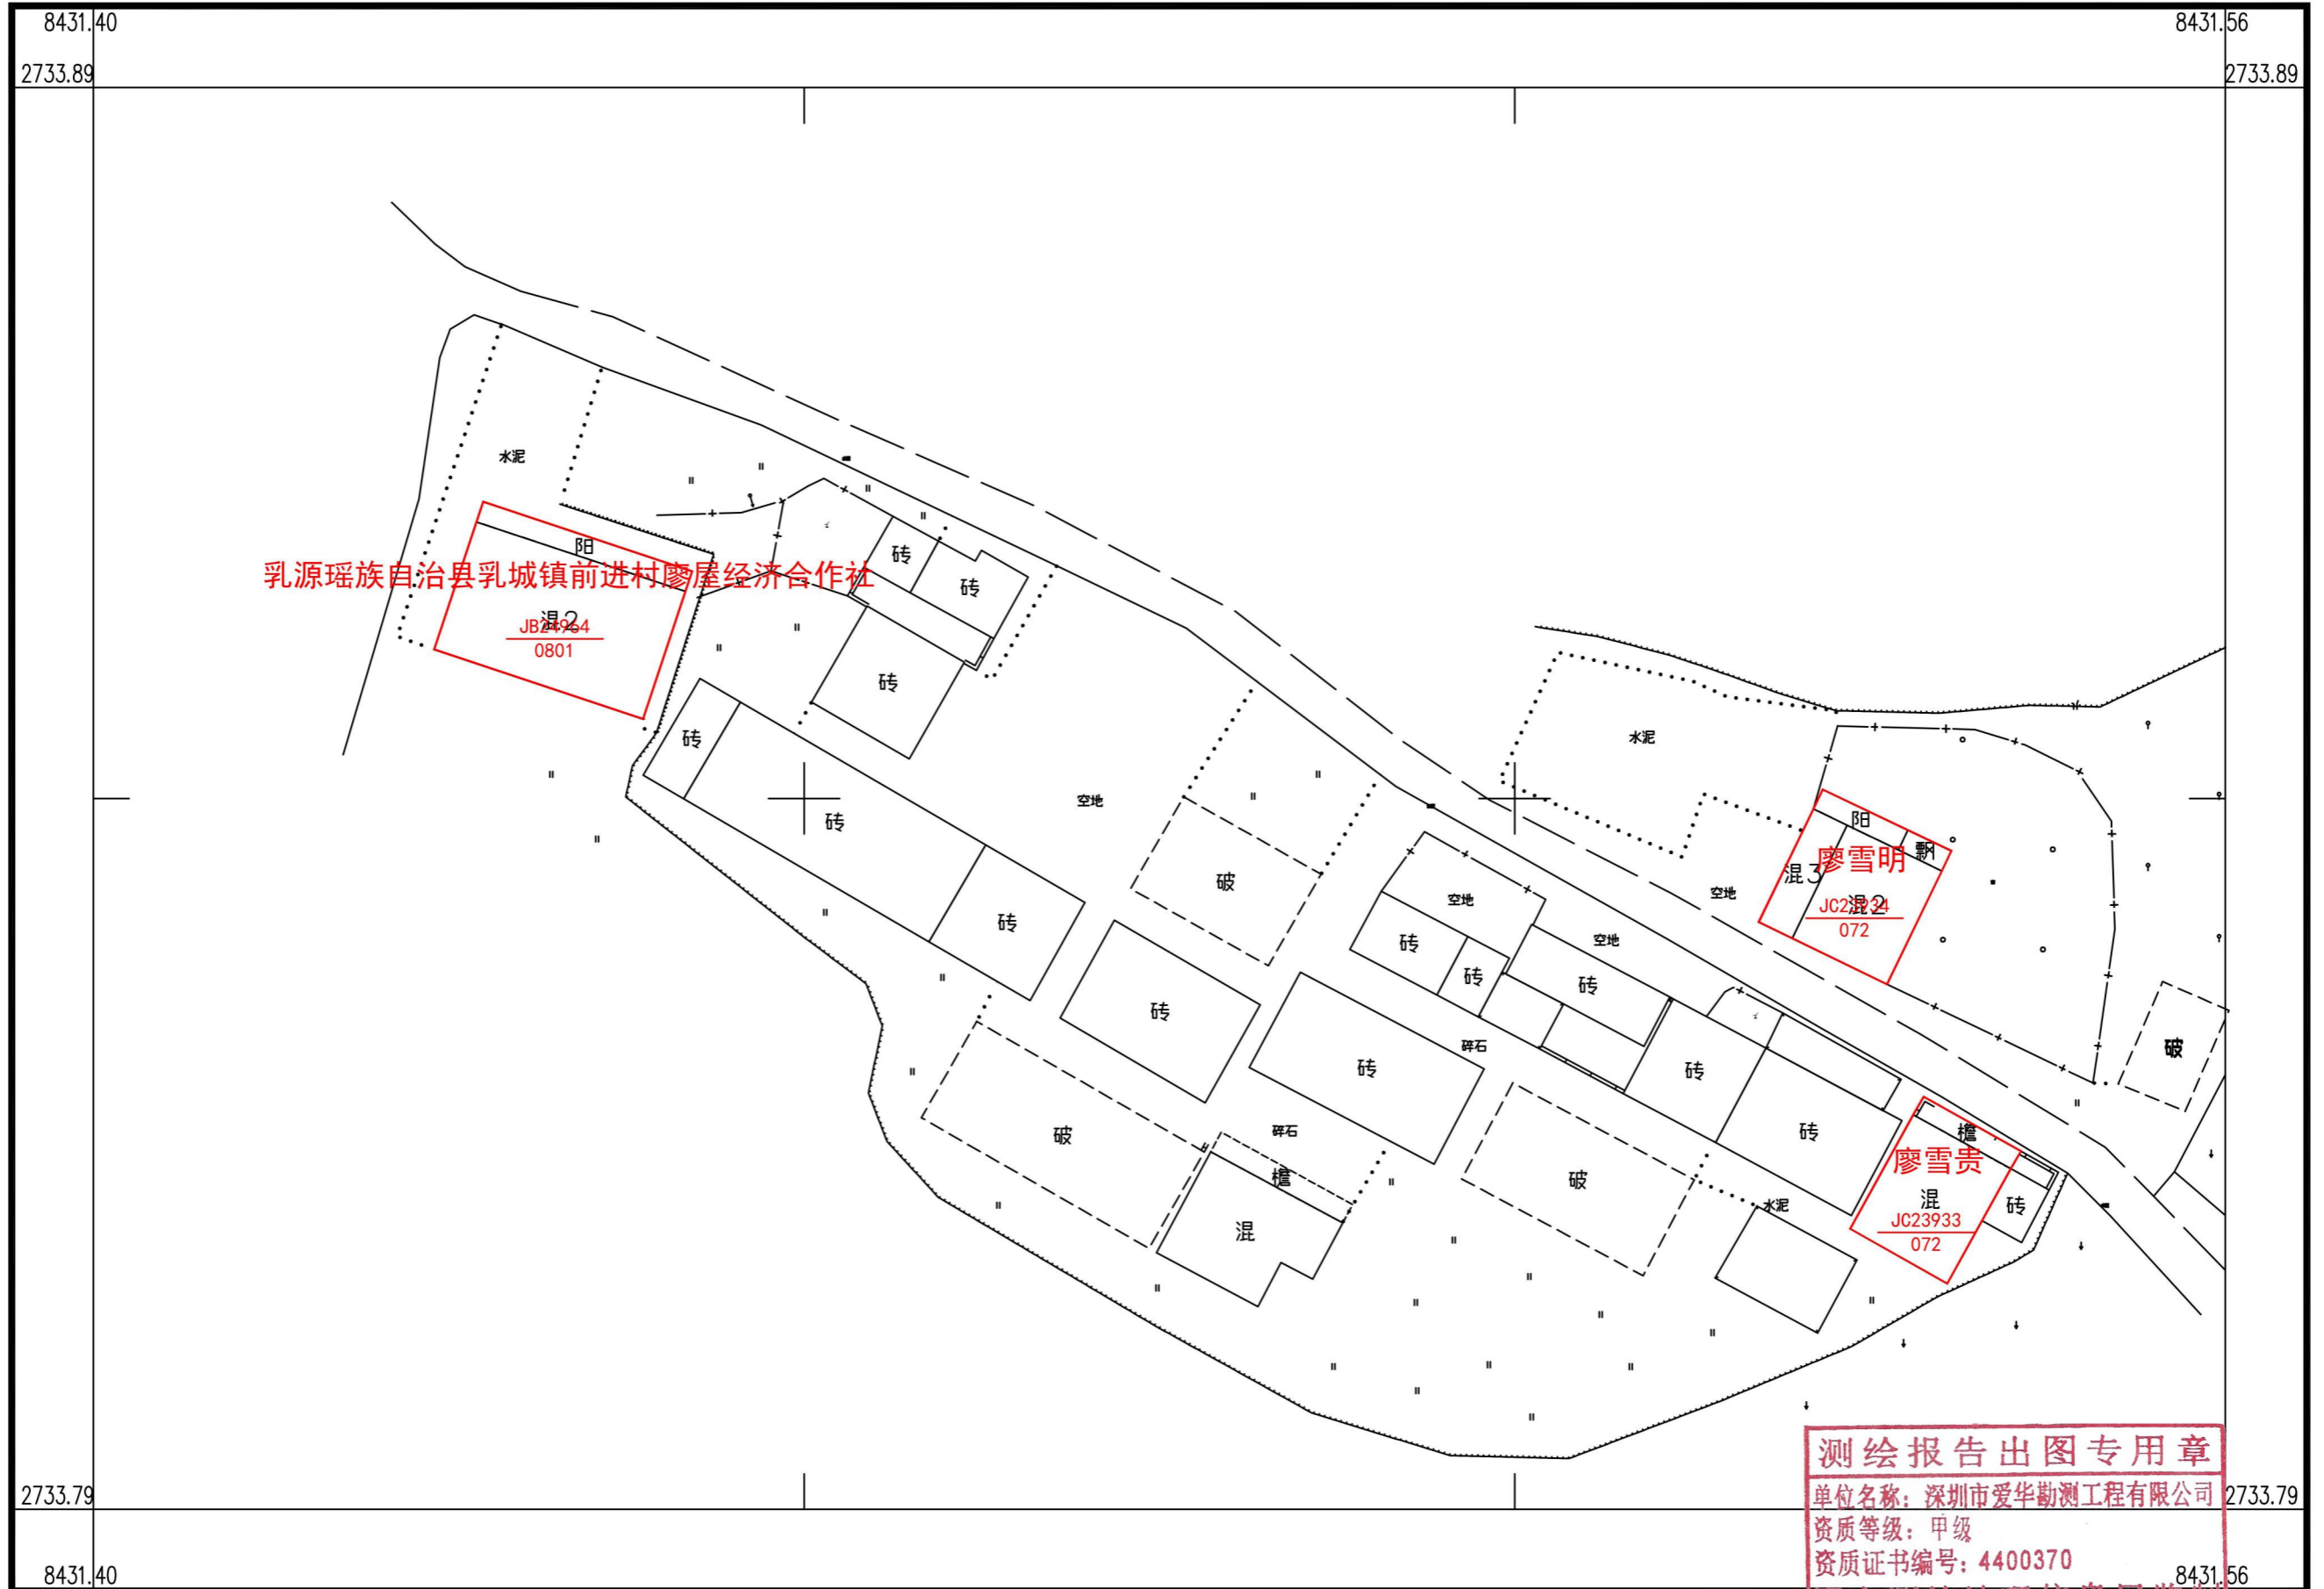 8431.40
8431.56
2733.89
2733.89
水泥
阳
乳源瑶族自治县乳城镇前进村廖屋经济合作社
混2
JB24964
0801
砖
砖
砖
砖
砖
砖
空地
破
砖
破
砖
碎石
檐
混
水泥
空地
阳
飘
廖雪明
混3
混2
JC23934
072
空地
砖
砖
空地
砖
碎石
砖
砖
破
水泥
破
檐
廖雪贵
混
砖
JC23933
072
2733.79
2733.79
8431.40
8431.56
测绘报告出图专用章
单位名称：深圳市爱华勘测工程有限公司
资质等级：甲级
资质证书编号：4400370